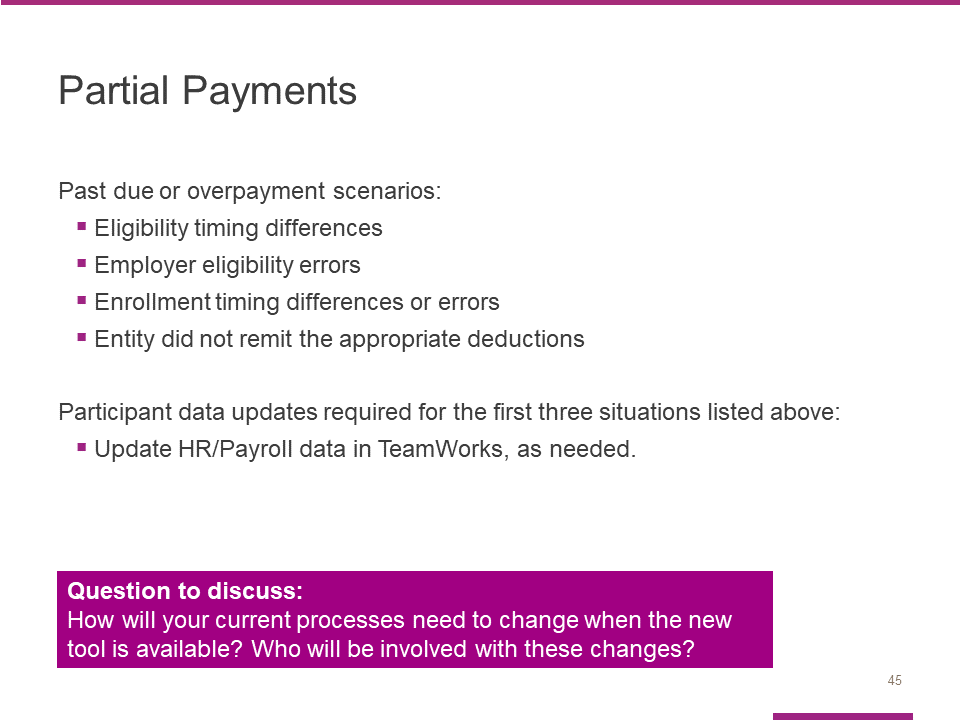 Partial Payments
Past due or overpayment scenarios:
▪ Eligibility timing differences
▪ Employer eligibility errors
▪ Enrollment timing differences or errors
▪ Entity did not remit the appropriate deductions
Participant data updates required for the first three situations listed above:
▪ Update HR/Payroll data in TeamWorks, as needed.
Question to discuss:
How will your current processes need to change when the new
tool is available? Who will be involved with these changes?
45